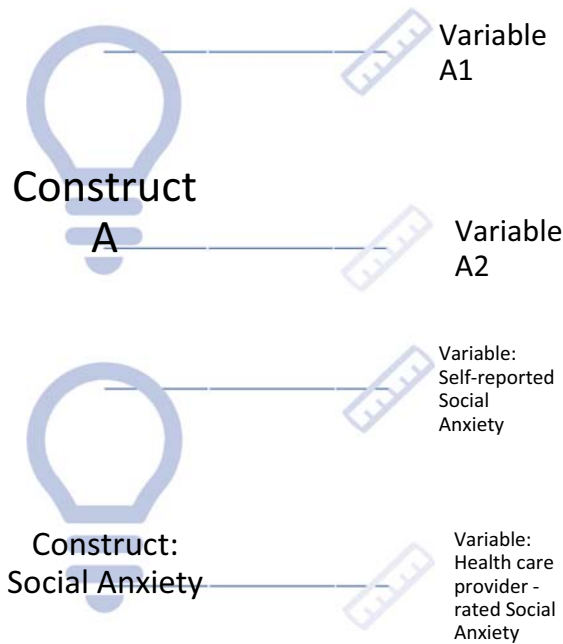 Variable
A1
Construct
A
Variable
A2
Variable:
Self-reported
Social
Anxiety
Construct:
Social Anxiety
Variable:
Health care
provider -
rated Social
Anxiety